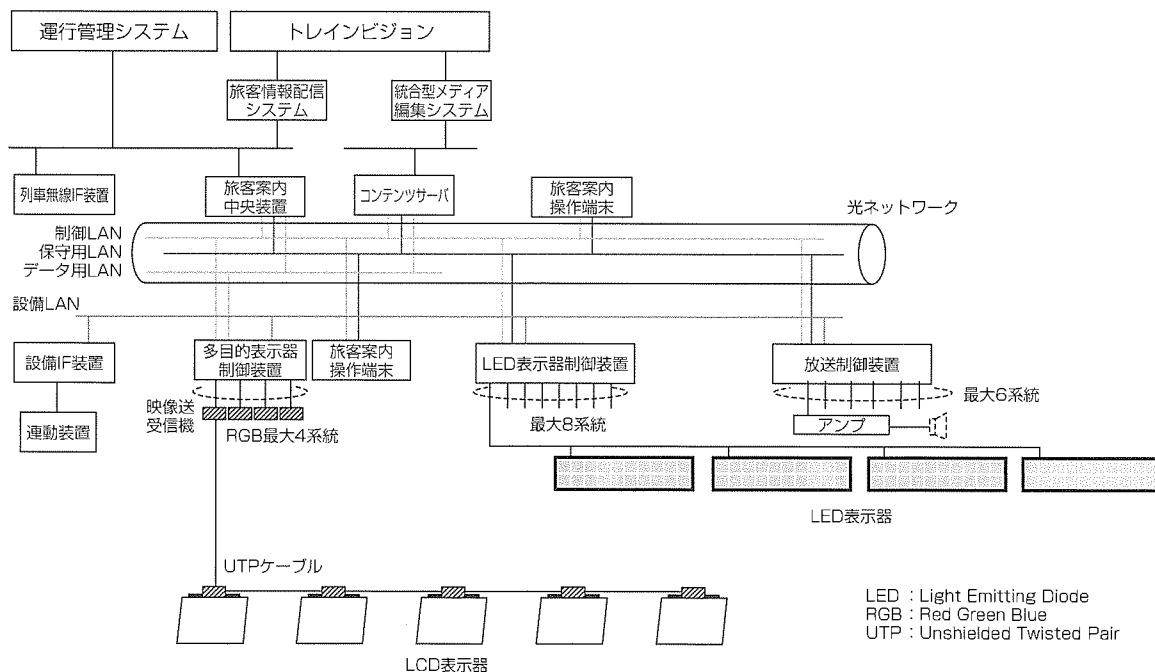 運行管理システム
トレインビジョン
旅客情報配信
システム
統合型メディア
編集システム
列車無線IF装置
旅客案内
中央装置
コンテンツサーバ
旅客案内
操作端末
光ネットワーク
制御LAN
保守用LAN
データ用LAN
設備LAN
設備IF装置
多目的表示器
制御装置
旅客案内
操作端末
LED表示器制御装置
放送制御装置
連動装置
映像送
受信機
RGB最大4系統
最大8系統
最大6系統
アンプ
LED表示器
UTPケーブル
LCD表示器
LED : Light Emitting Diode
RGB : Red Green Blue
UTP : Unshielded Twisted Pair